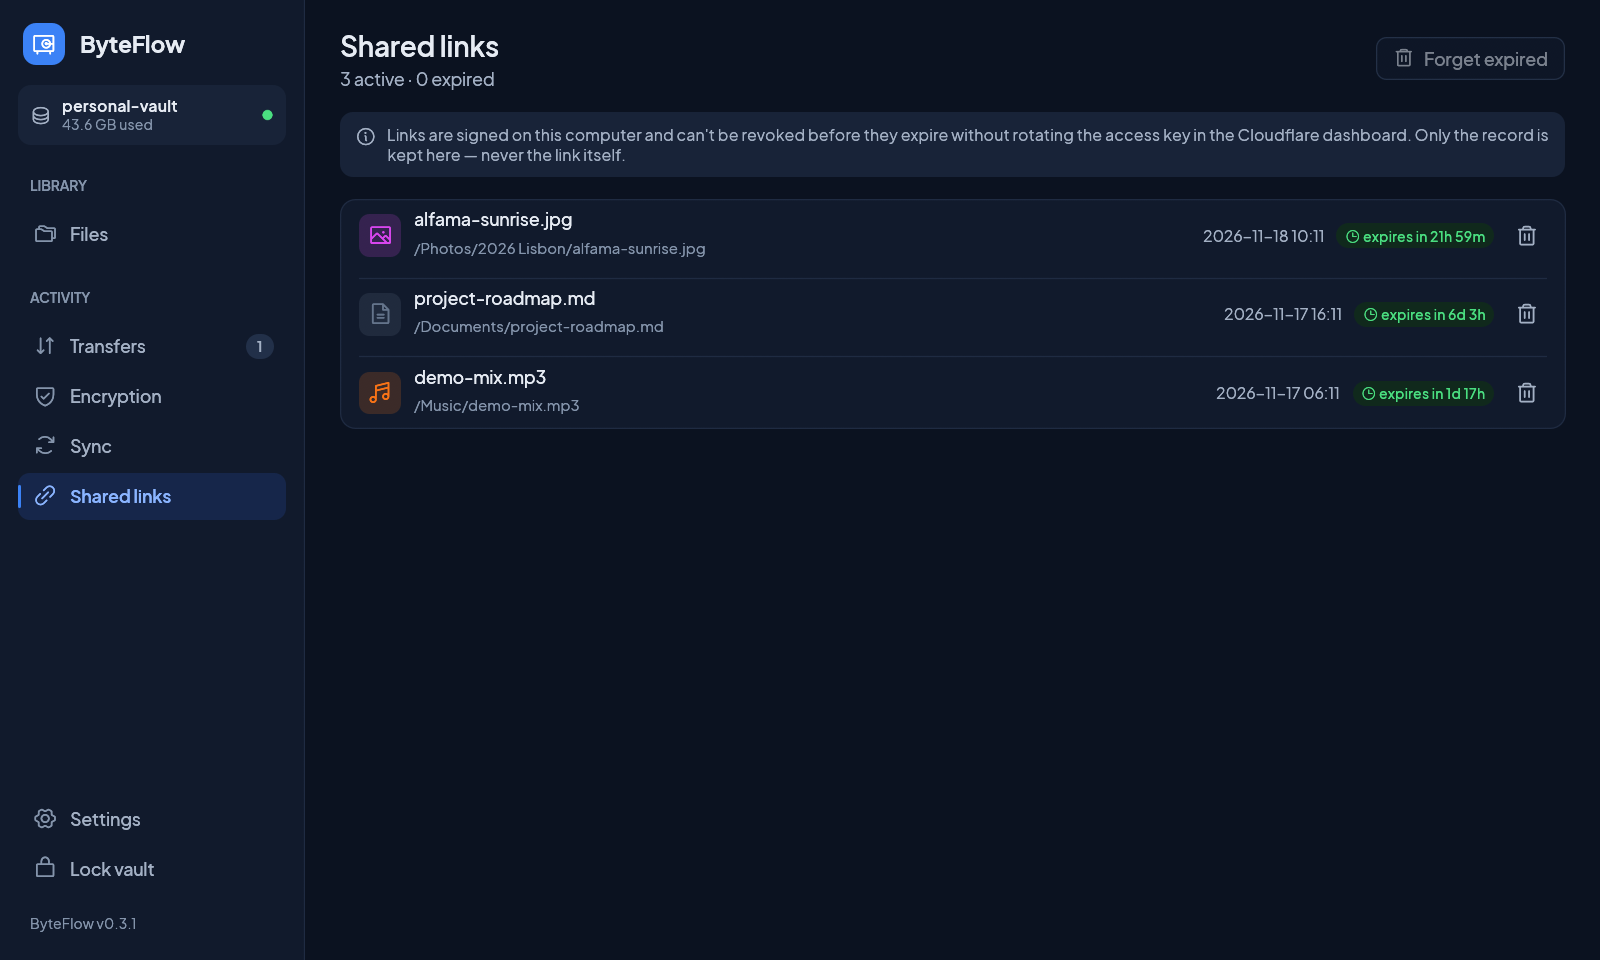 ByteFlow
personal-vault
43.6 GB used
LIBRARY
Files
ACTIVITY
Transfers
1
Encryption
Sync
Shared links
Settings
Lock vault
ByteFlow v0.3.1
Shared links
3 active · 0 expired
Forget expired
Links are signed on this computer and can't be revoked before they expire without rotating the access key in the Cloudflare dashboard. Only the record is
kept here — never the link itself.
alfama-sunrise.jpg
/Photos/2026 Lisbon/alfama-sunrise.jpg
2026-11-18 10:11
expires in 21h 59m
project-roadmap.md
/Documents/project-roadmap.md
2026-11-17 16:11
expires in 6d 3h
demo-mix.mp3
/Music/demo-mix.mp3
2026-11-17 06:11
expires in 1d 17h